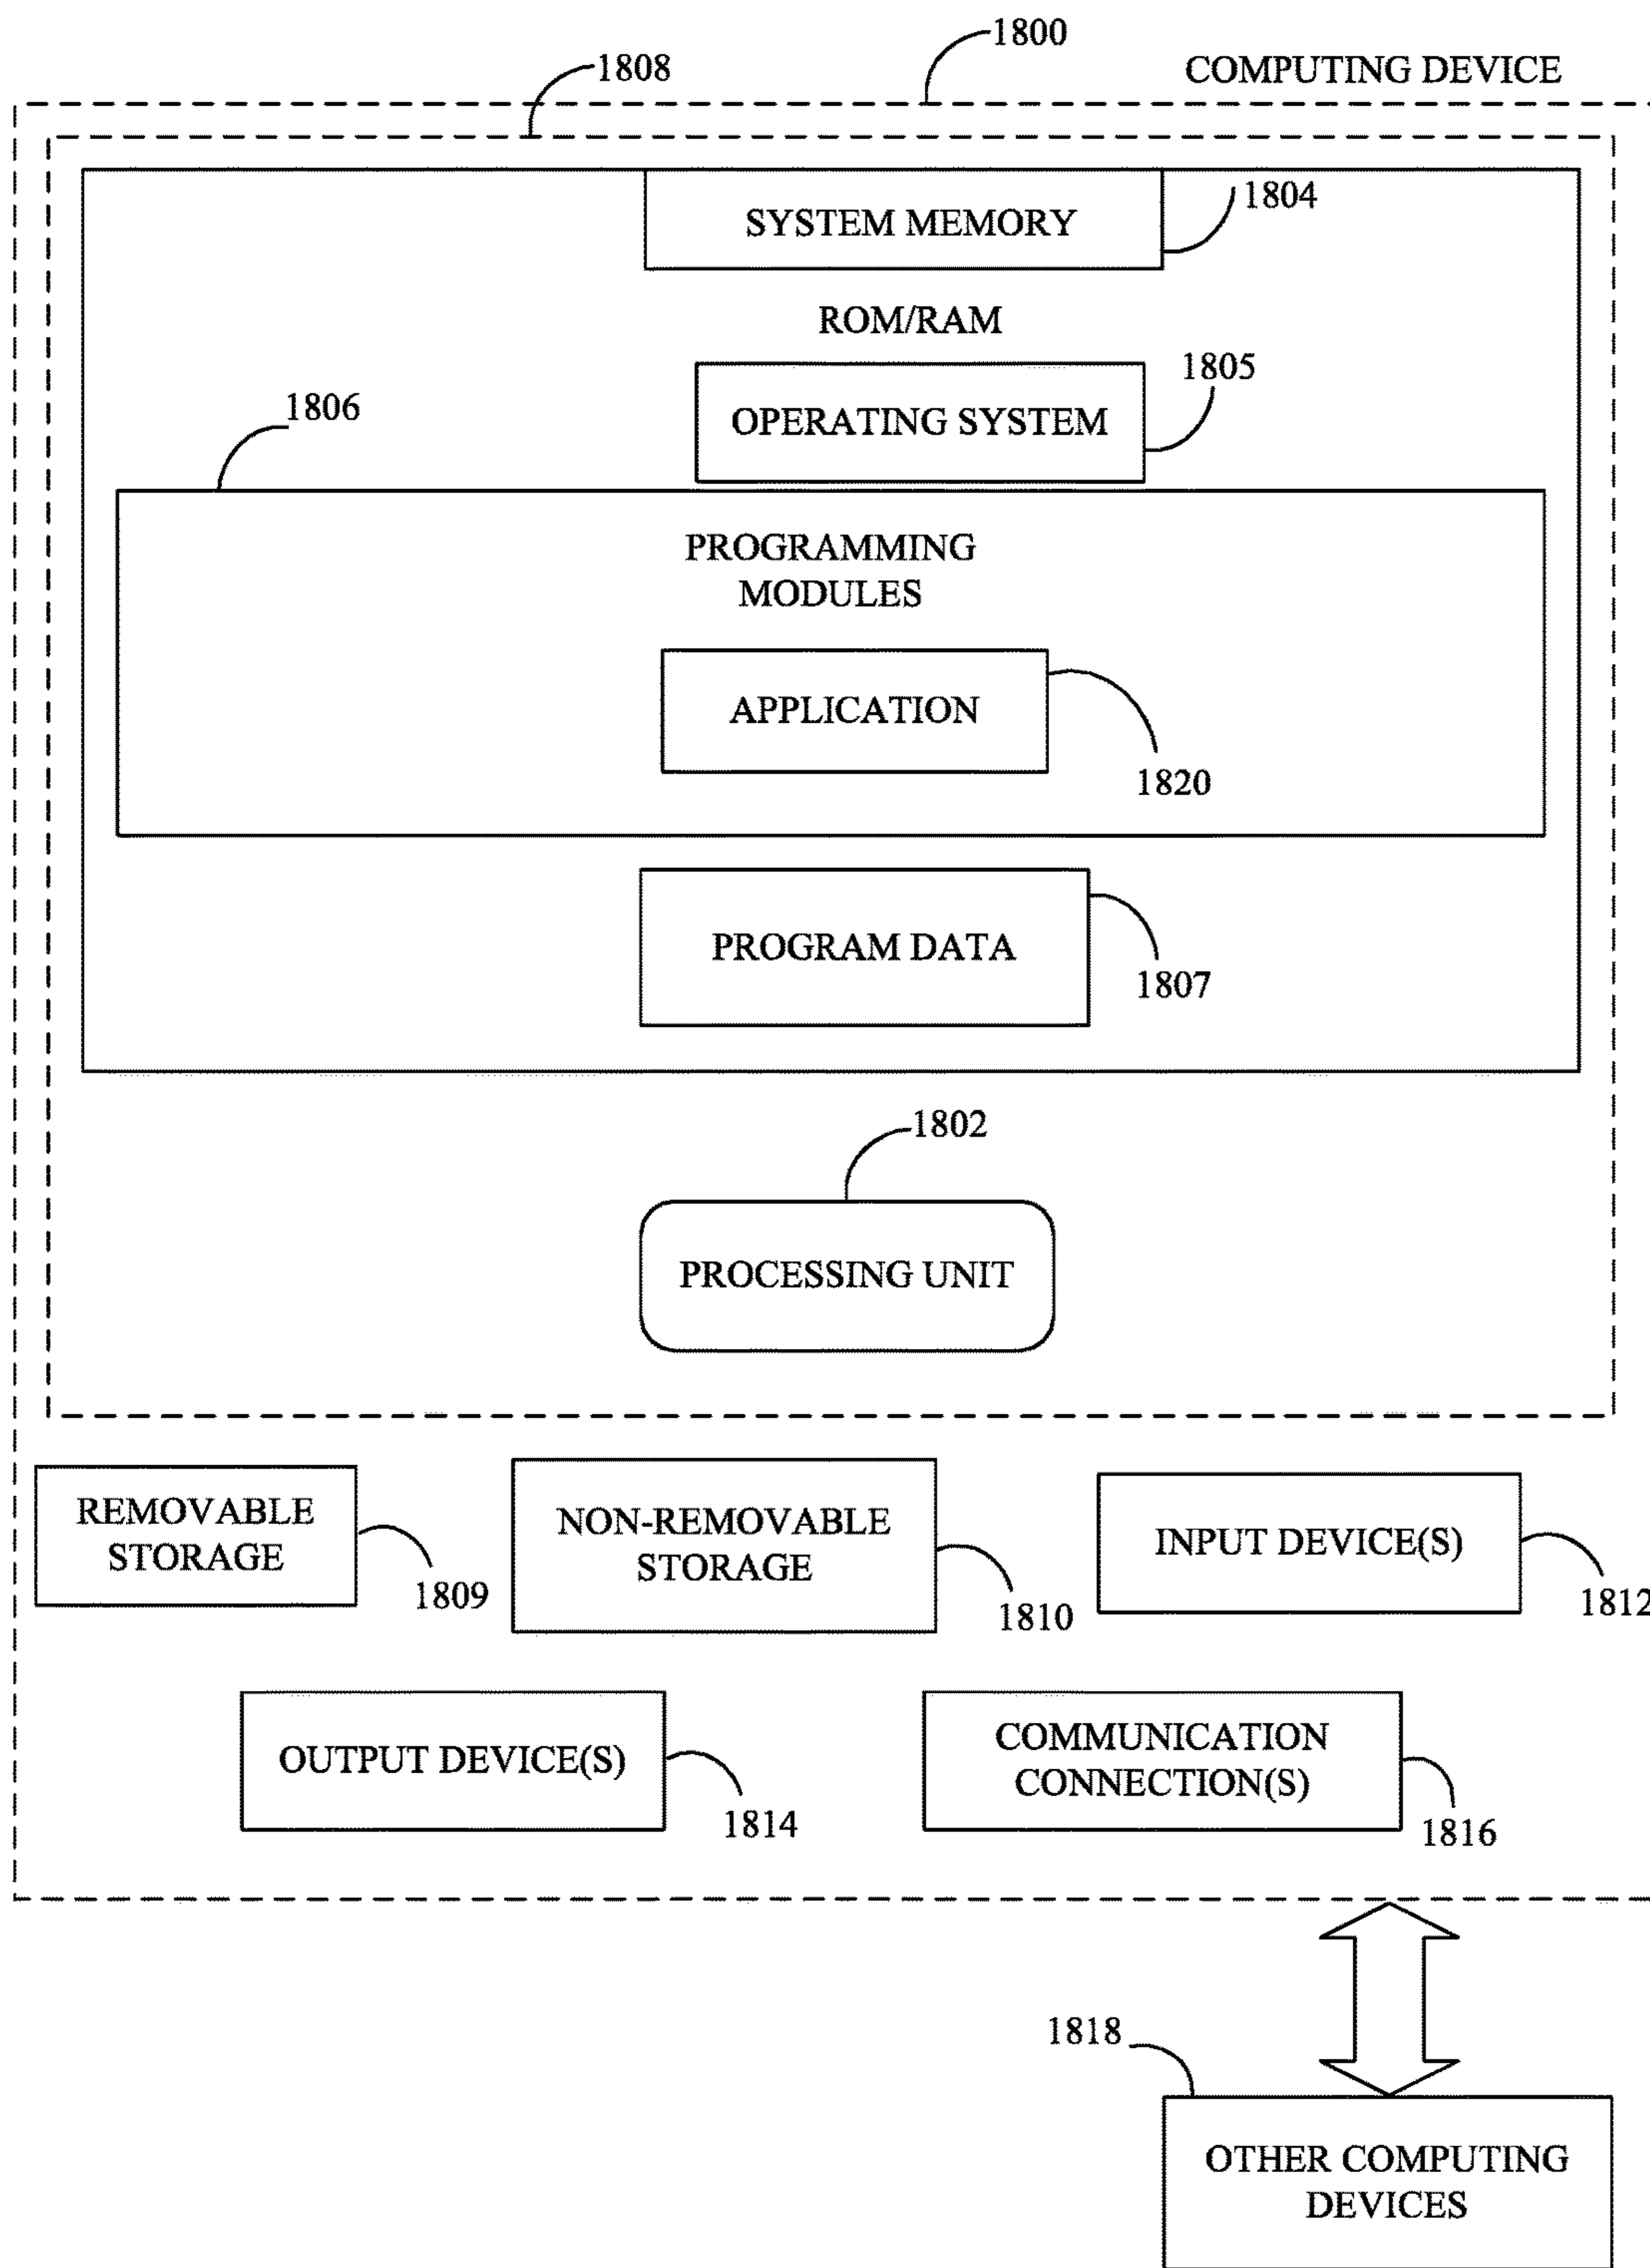 1800
1808
COMPUTING DEVICE
SYSTEM MEMORY
1804
ROM/RAM
1805
OPERATING SYSTEM
1806
PROGRAMMING
MODULES
APPLICATION
1820
PROGRAM DATA
1807
1802
PROCESSING UNIT
REMOVABLE
STORAGE
1809
NON-REMOVABLE
STORAGE
1810
INPUT DEVICE(S)
1812
OUTPUT DEVICE(S)
1814
COMMUNICATION
CONNECTION(S)
1816
1818
OTHER COMPUTING
DEVICES